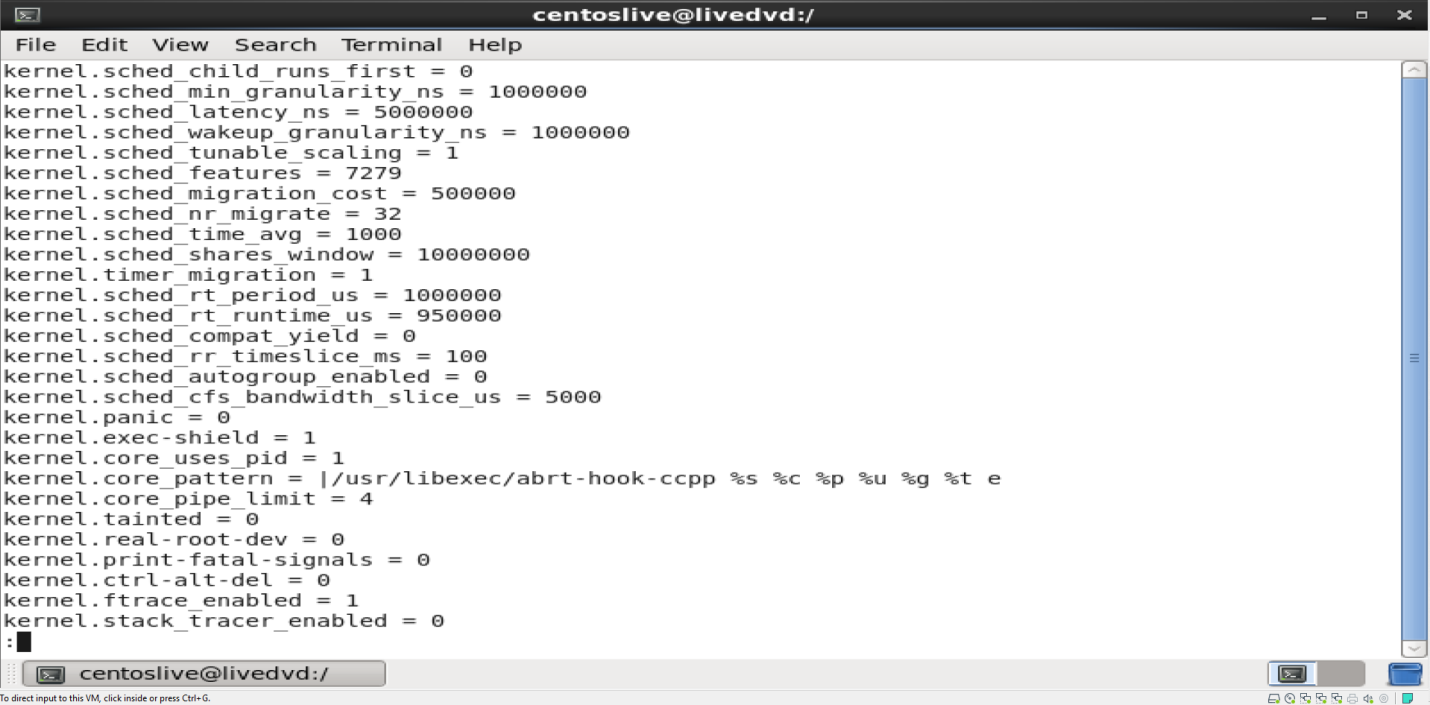 centoslive@livedvd:/
File Edit View Search Terminal Help
kernel.sched_child_runs_first = 0
kernel.sched_min_granularity_ns = 1000000
kernel.sched_latency_ns = 5000000
kernel.sched_wakeup_granularity_ns = 1000000
kernel.sched_tunable_scaling = 1
kernel.sched_features = 7279
kernel.sched_migration_cost = 500000
kernel.sched_nr_migrate = 32
kernel.sched_time_avg = 1000
kernel.sched_shares_window = 10000000
kernel.timer_migration = 1
kernel.sched_rt_period_us = 1000000
kernel.sched_rt_runtime_us = 950000
kernel.sched_compat_yield = 0
kernel.sched_rr_timeslice_ms = 100
kernel.sched_autogroup_enabled = 0
kernel.sched_cfs_bandwidth_slice_us = 5000
kernel.panic = 0
kernel.exec-shield = 1
kernel.core_uses_pid = 1
kernel.core_pattern = |/usr/libexec/abrt-hook-ccpp %s %c %p %u %g %t e
kernel.core_pipe_limit = 4
kernel.tainted = 0
kernel.real-root-dev = 0
kernel.print-fatal-signals = 0
kernel.ctrl-alt-del = 0
kernel.ftrace_enabled = 1
kernel.stack_tracer_enabled = 0
:
centoslive@livedvd:/
To direct input to this VM, click inside or press Ctrl+G.